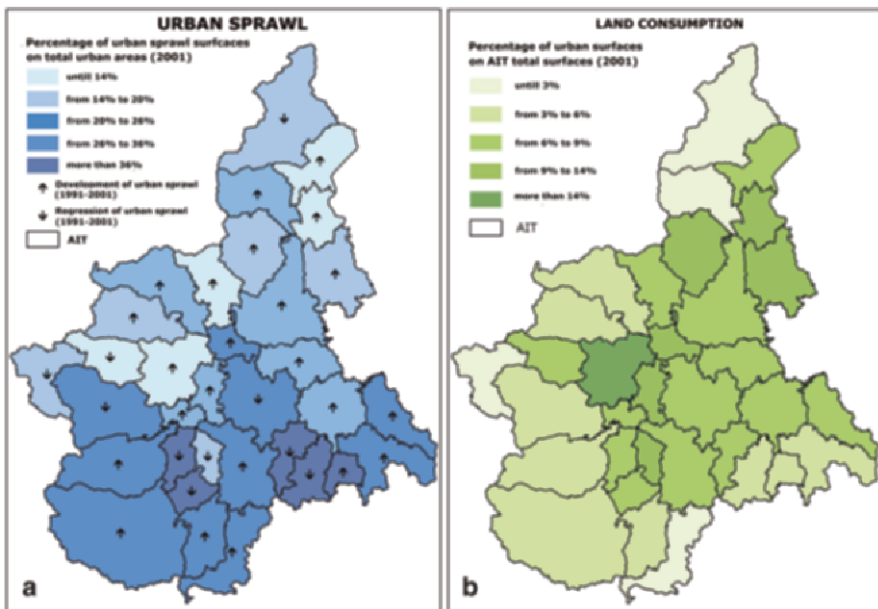 URBAN SPRAWL
Percentage of urban sprawl surfcaces
on total urban areas (2001)
untill 14%
from 14% to 20%
from 20% to 26%
from 26% to 36%
more than 36%
Development of urban sprawl
(1991-2001)
Regression of urban sprawl
(1991-2001)
AIT
a
LAND CONSUMPTION
Percentage of urban surfaces
on AIT total surfaces (2001)
until 3%
from 3% to 6%
from 6% to 9%
from 9% to 14%
more than 14%
AIT
b